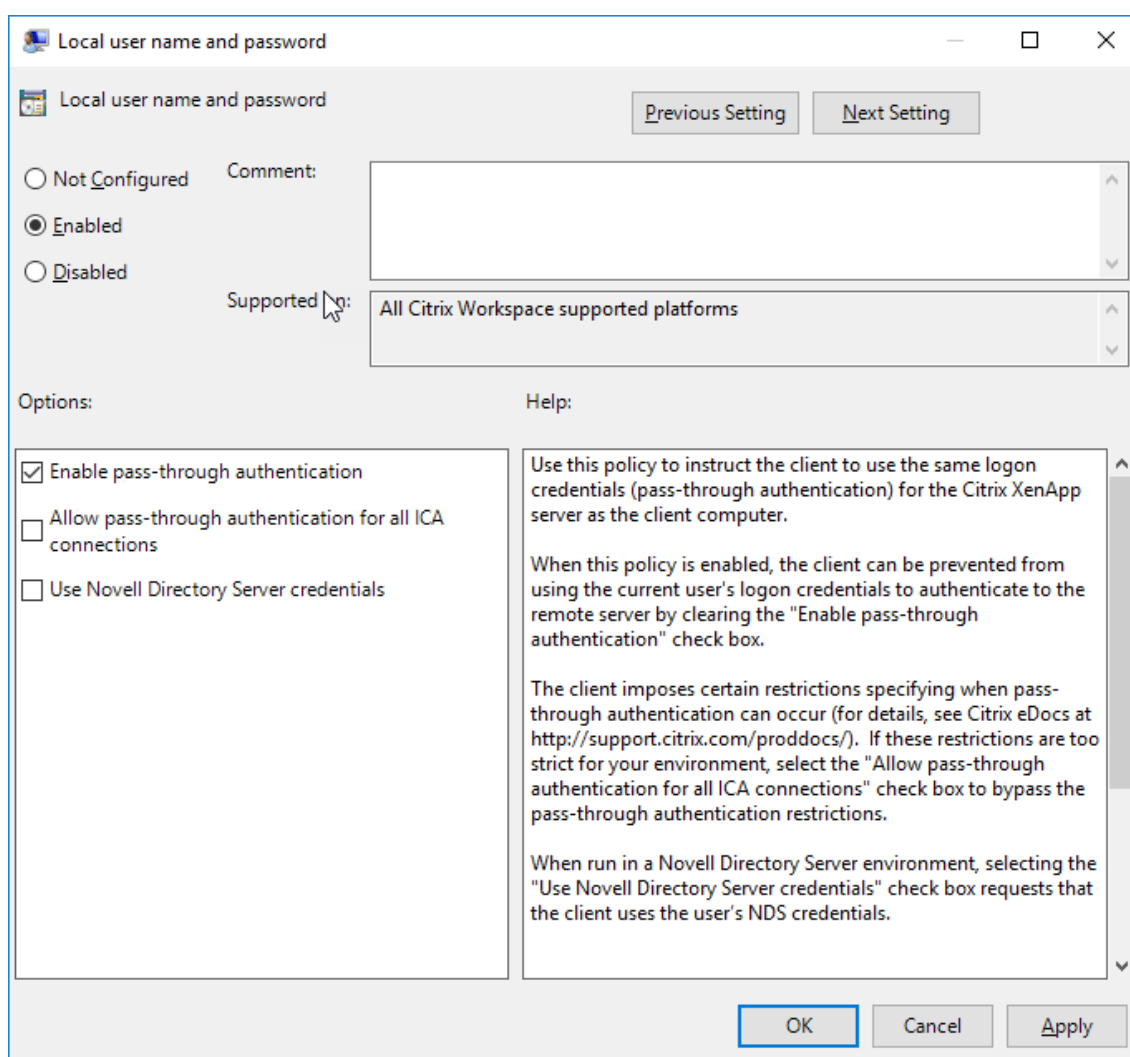 Local user name and password
Local user name and password
Previous Setting
Next Setting
Not Configured
Comment:
Enabled
Disabled
Supported
All Citrix Workspace supported platforms
Options:
Help:
Enable pass-through authentication
Allow pass-through authentication for all ICA
connections
Use Novell Directory Server credentials
Use this policy to instruct the client to use the same logon
credentials (pass-through authentication) for the Citrix XenApp
server as the client computer.
When this policy is enabled, the client can be prevented from
using the current user's logon credentials to authenticate to the
remote server by clearing the "Enable pass-through
authentication" check box.
The client imposes certain restrictions specifying when pass-
through authentication can occur (for details, see Citrix eDocs at
http://support.citrix.com/proddocs/).  If these restrictions are too
strict for your environment, select the "Allow pass-through
authentication for all ICA connections" check box to bypass the
pass-through authentication restrictions.
When run in a Novell Directory Server environment, selecting the
"Use Novell Directory Server credentials" check box requests that
the client uses the user's NDS credentials.
OK
Cancel
Apply